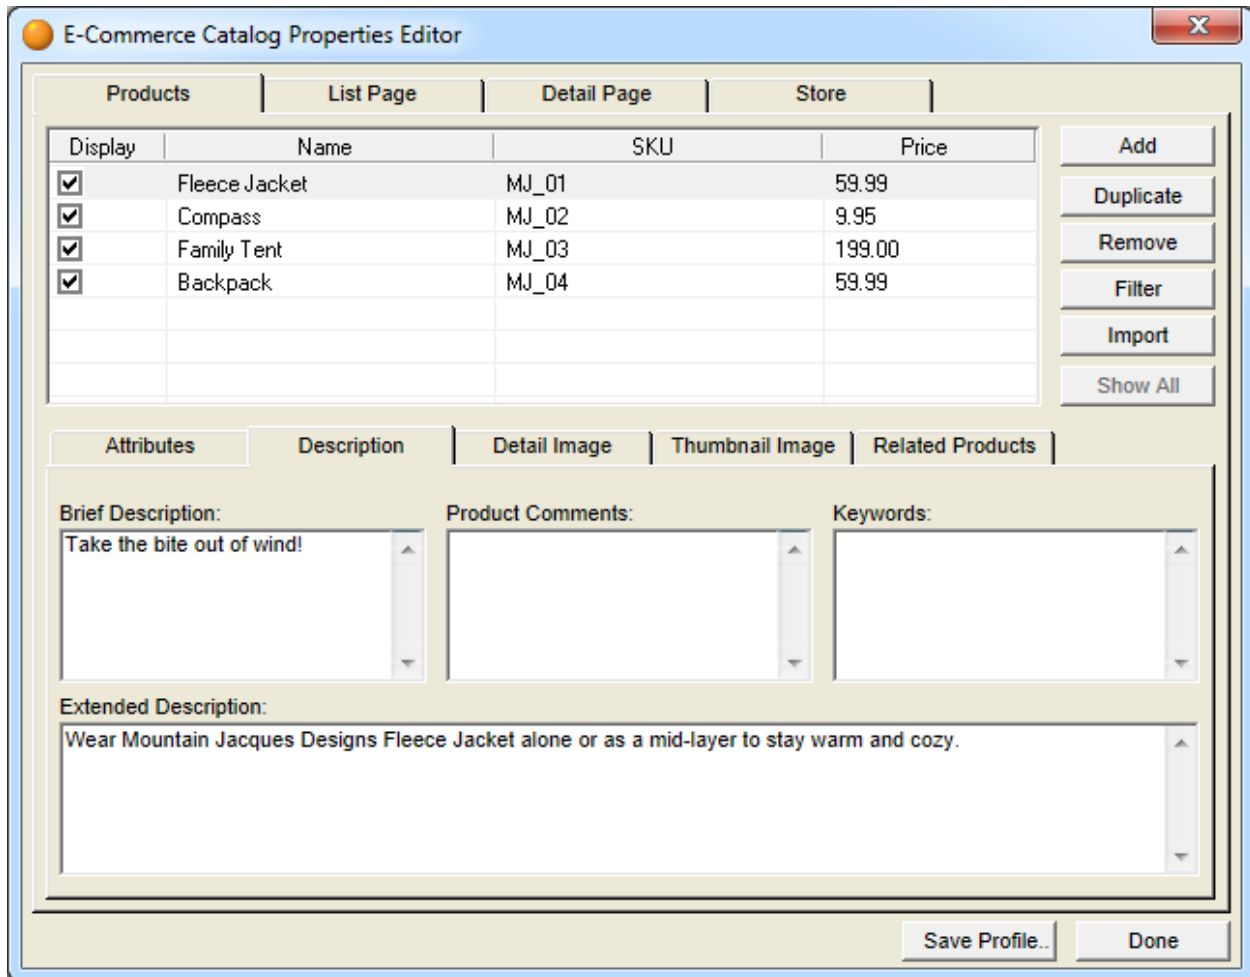 E-Commerce Catalog Properties Editor
Products List Page Detail Page Store
Display Name SKU Price
Fleece Jacket MJ_01 59.99
Compass MJ_02 9.95
Family Tent MJ_03 199.00
Backpack MJ_04 59.99
Add
Duplicate
Remove
Filter
Import
Show All
Attributes Description Detail Image Thumbnail Image Related Products
Brief Description: Product Comments: Keywords:
Take the bite out of wind!
Extended Description:
Wear Mountain Jacques Designs Fleece Jacket alone or as a mid-layer to stay warm and cozy.
Save Profile.. Done